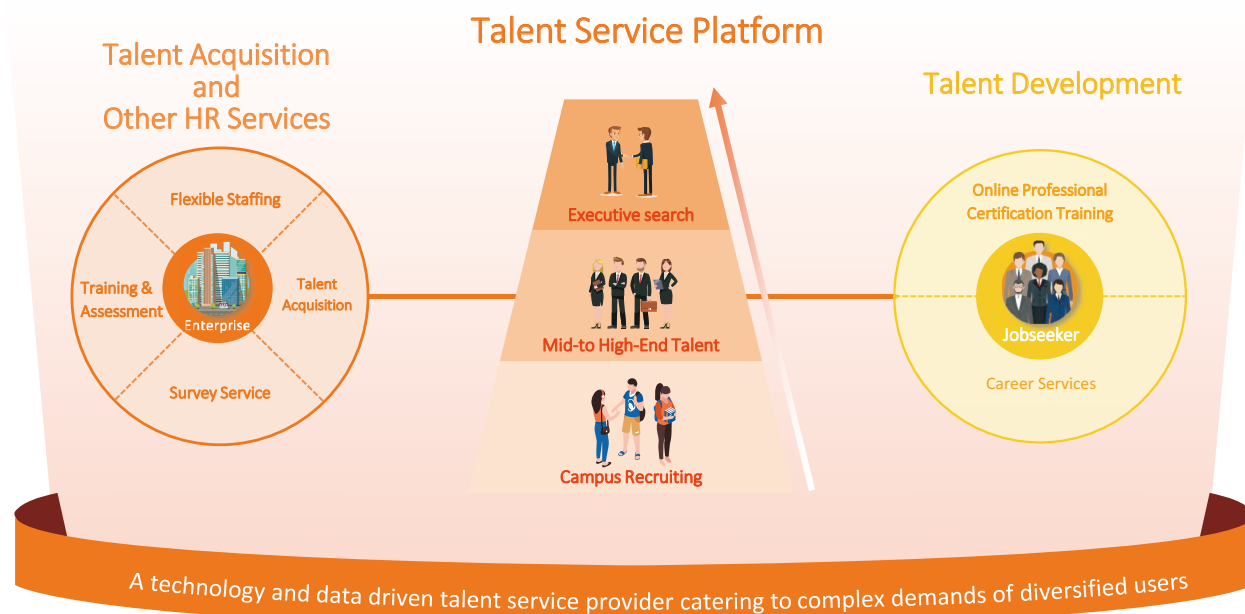 Talent Service Platform
Talent Acquisition
and
Other HR Services
Flexible Staffing
Training &
Assessment
Enterprise
Talent
Acquisition
Survey Service
Executive search
Mid-to High-End Talent
Campus Recruiting
Talent Development
Online Professional
Certification Training
Jobseeker
Career Services
A technology and data driven talent service provider catering to complex demands of diversified users